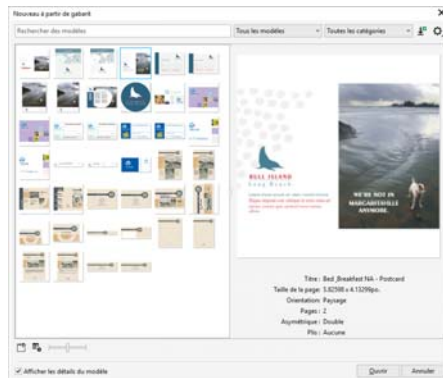 Nouveau à partir de gabarit
Rechercher des modèles
Tous les modèles
Toutes les catégories
BULL ISLAND
Long Beach
WE'RE NOT IN
MARGARITAVILLE
ANYMORE.
Titre : Bed_Breakfast NA - Postcard
Taille de la page: 5.82598 x 4.13299po.
Orientation: Paysage
Pages : 2
Asymétrique : Double
Plis : Aucune
Afficher les détails du modèle
Ouvrir
Annuler